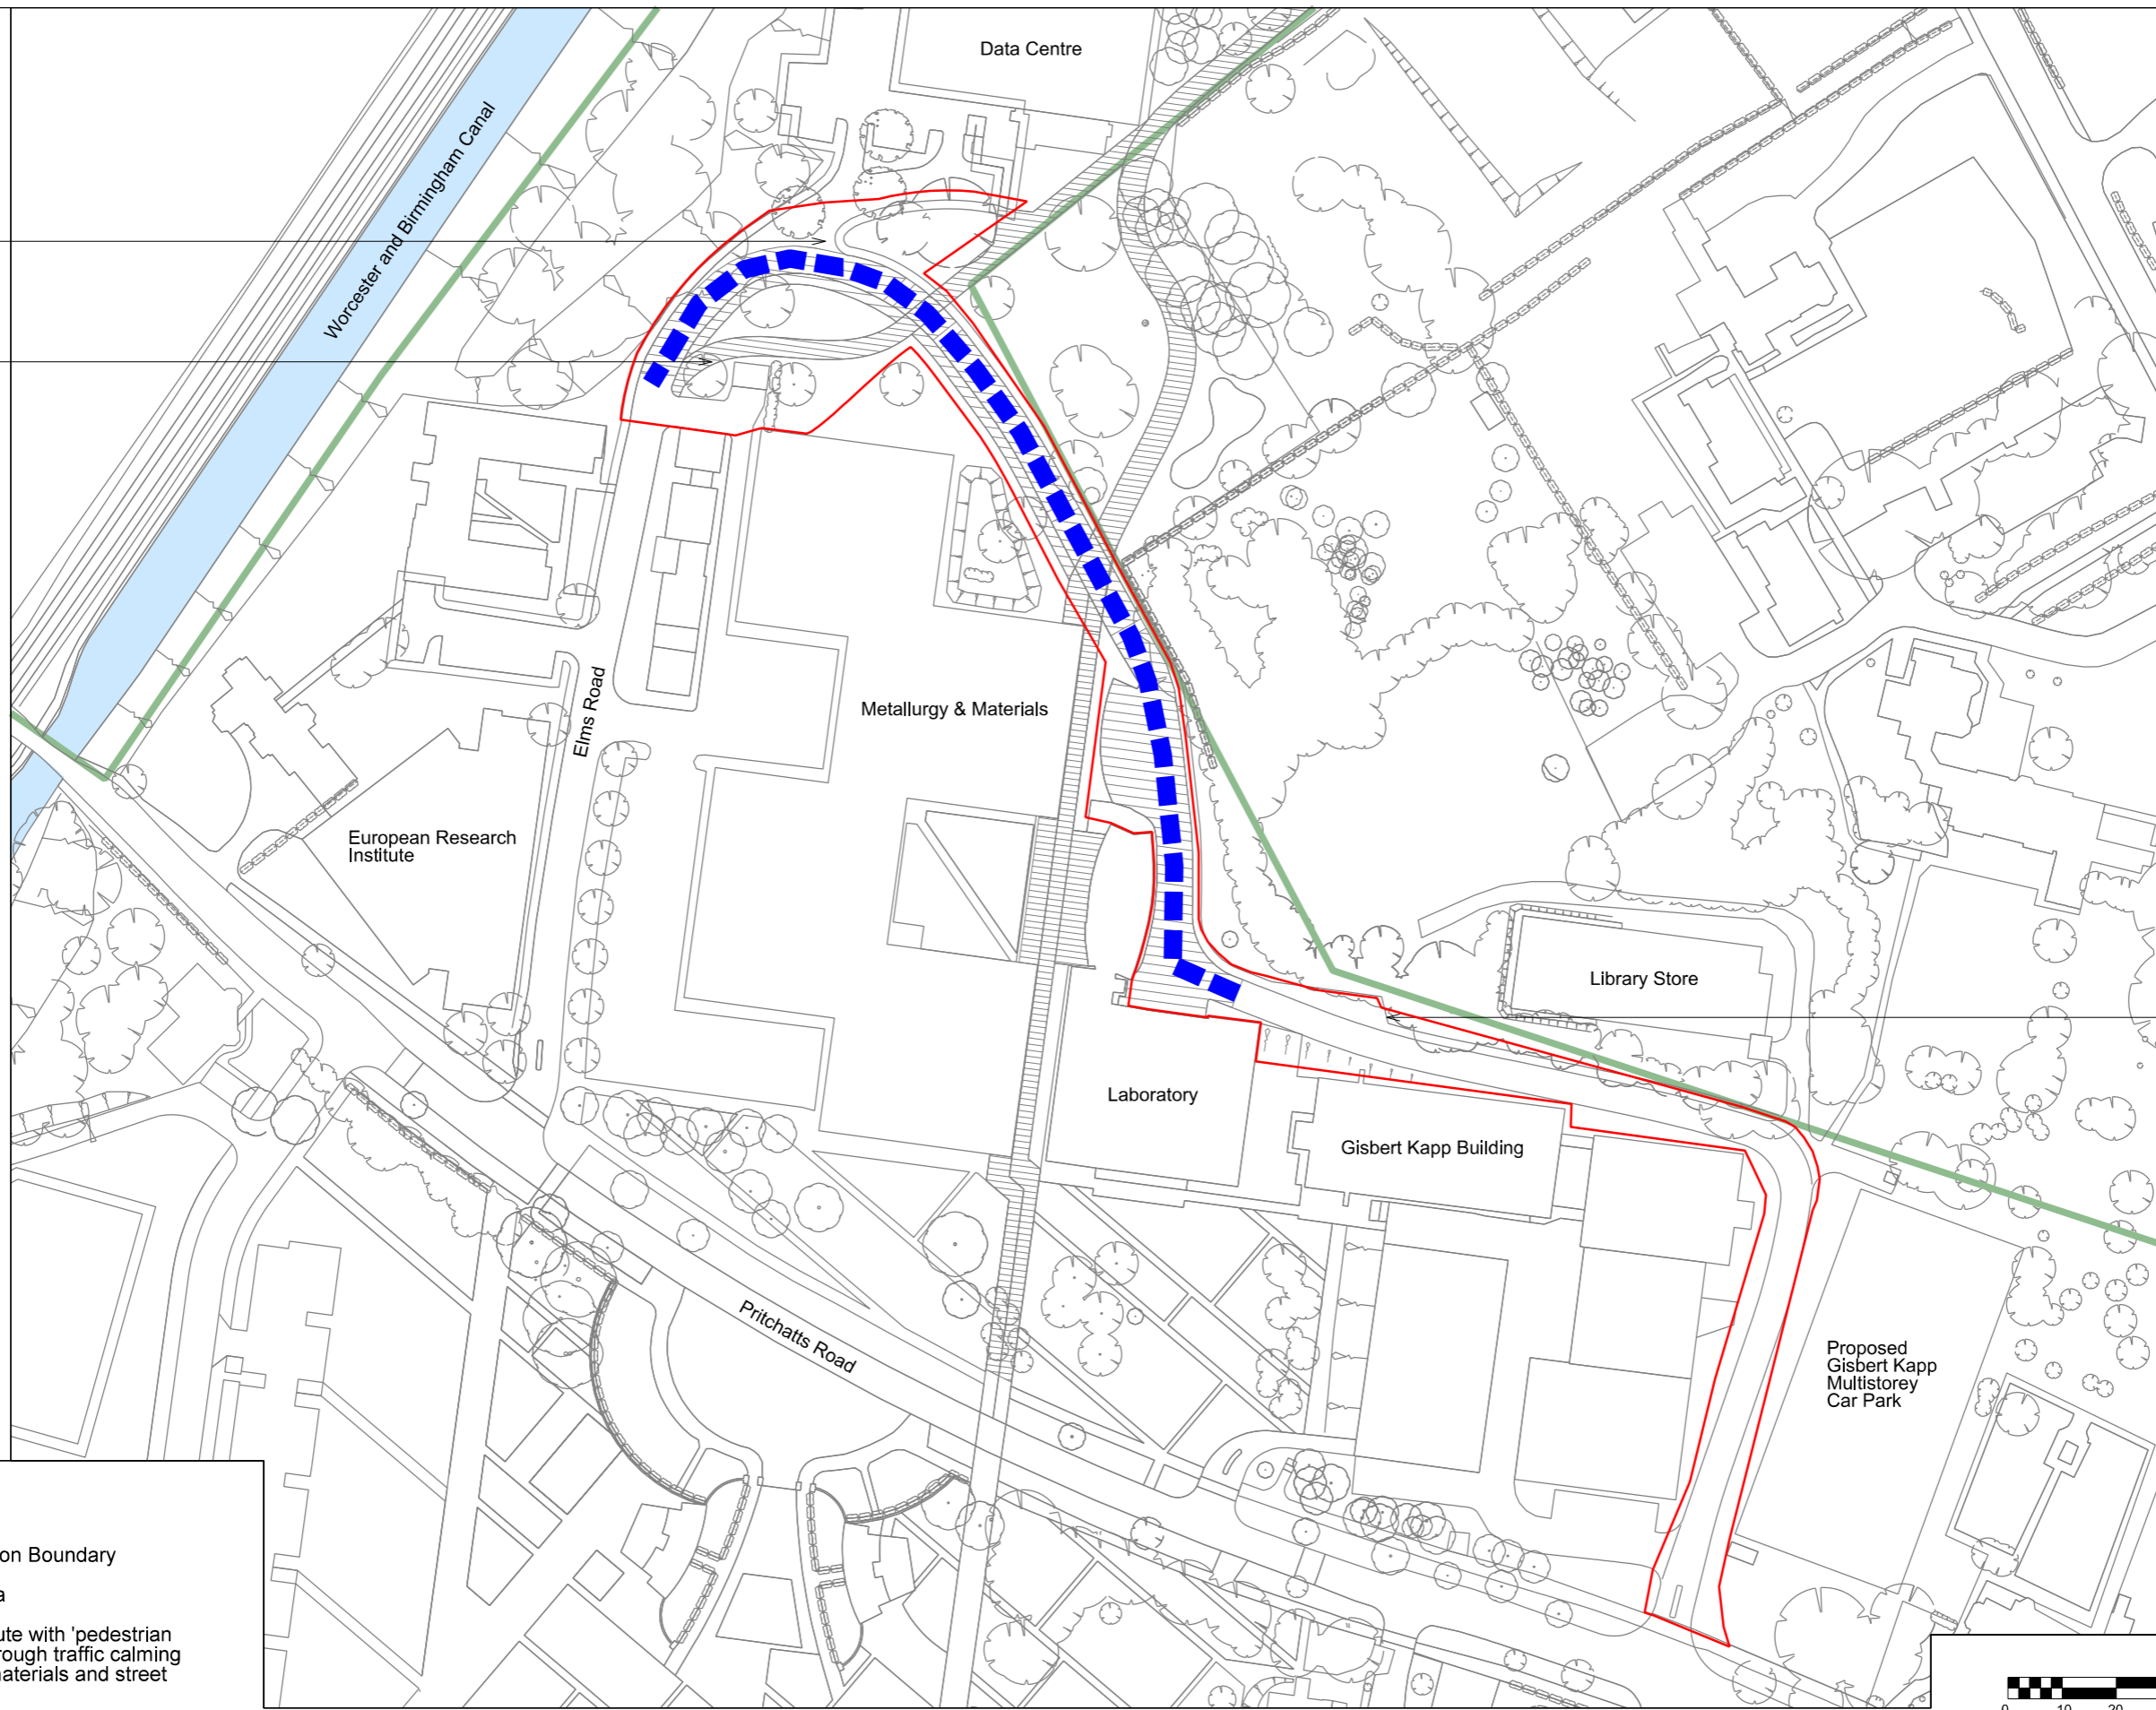 Data Centre
Worcester and Birmingham Canal
Elms Road
Metallurgy & Materials
European Research
Institute
Library Store
Laboratory
Gisbert Kapp Building
Pritchatts Road
Proposed
Gisbert Kapp
Multistorey
Car Park
on Boundary
a
ute with 'pedestrian
rough traffic calming
naterials and street
0 10 20